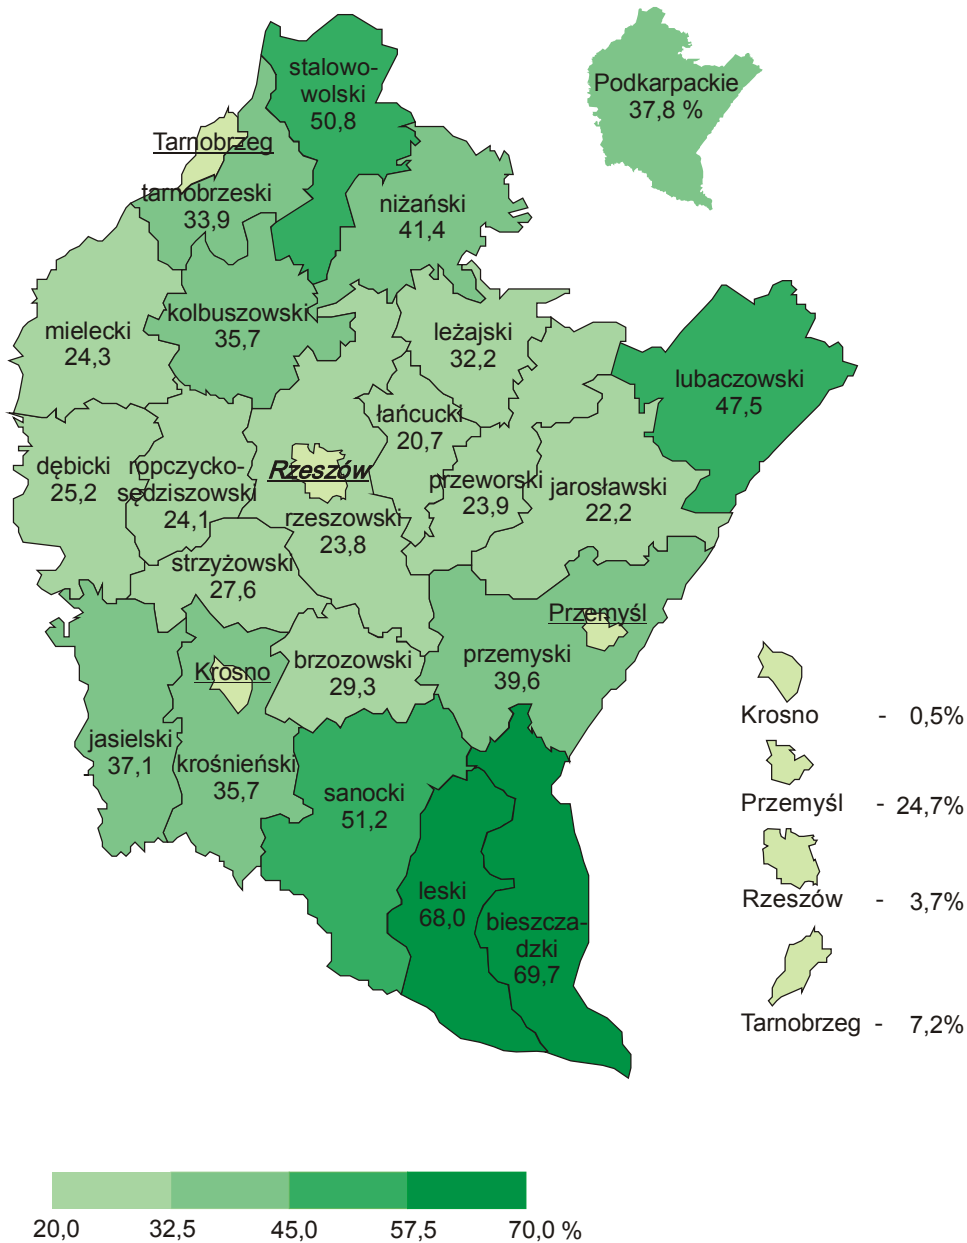 stalowo-
wolski
50,8
Podkarpackie
37,8 %
Tarnobrzeg
tarnobrzeski
33,9
niżański
41,4
kolbuszowski
35,7
mielecki
24,3
leżajski
32,2
lubaczowski
47,5
łańcucki
20,7
dębicki
25,2
ropczycko-
sędziszowski
24,1
Rzeszów
rzeszowski
23,8
przeworski
23,9
jarosławski
22,2
strzyżowski
27,6
Przemyśl
przemyski
39,6
brzozowski
29,3
Krosno
jasielski
37,1
krośnieński
35,7
sanocki
51,2
leski
68,0
bieszcza-
dzki
69,7
Krosno - 0,5%
Przemyśl - 24,7%
Rzeszów - 3,7%
Tarnobrzeg - 7,2%
20,0 32,5 45,0 57,5 70,0 %